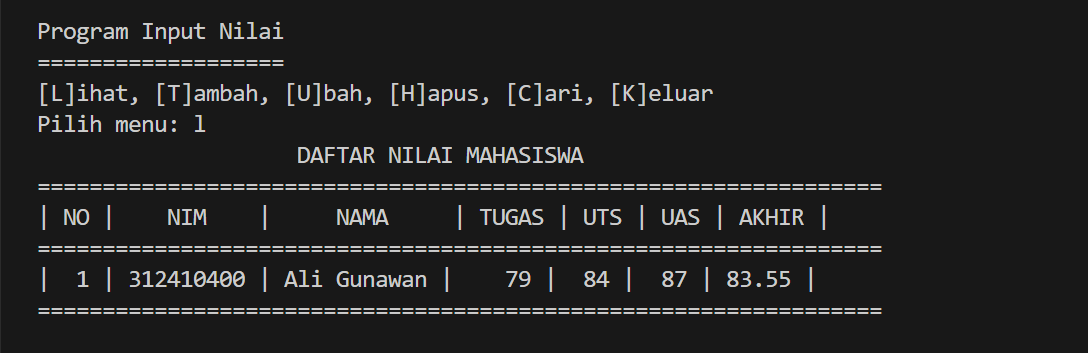 Program Input Nilai
===================
[L]ihat, [T]ambah, [U]bah, [H]apus, [C]ari, [K]eluar
Pilih menu: l
                    DAFTAR NILAI MAHASISWA
=================================================================
| NO |    NIM    |      NAMA     | TUGAS | UTS | UAS | AKHIR |
=================================================================
|  1 | 312410400 | Ali Gunawan |    79 |  84 |  87 | 83.55 |
=================================================================